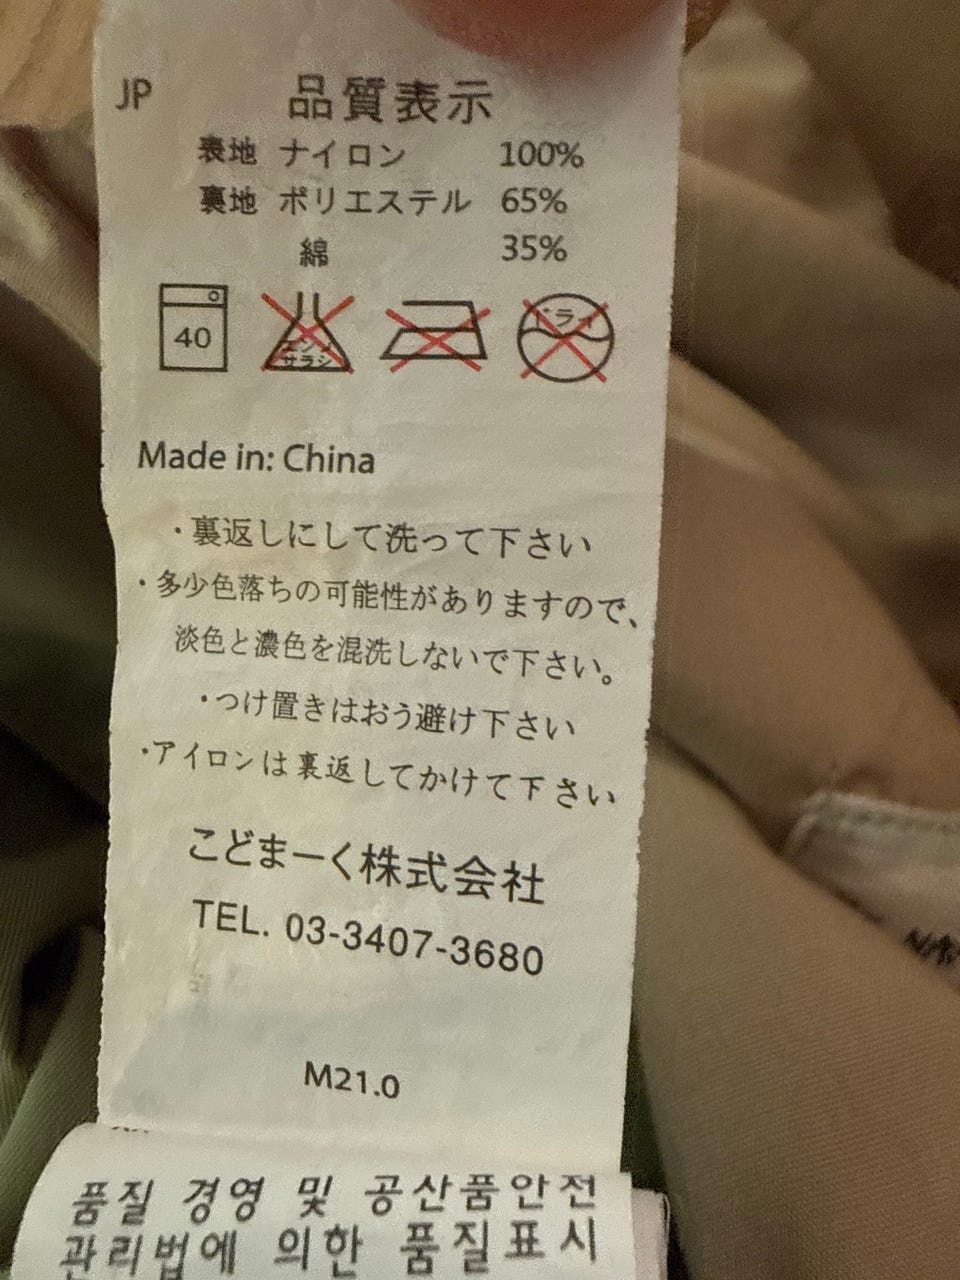 JP 品質表示
表地 ナイロン 100%
裏地 ポリエステル 65%
綿 35%
40 エンソサラシ ドライ
Made in: China
・裏返しにして洗って下さい
・多少色落ちの可能性がありますので、
淡色と濃色を混洗しないで下さい。
・つけ置きはおう避け下さい
・アイロンは裏返してかけて下さい
こどまーく株式会社
TEL. 03-3407-3680
M21.0
품질 경영 및 공산품안전
관리법에 의한 품질표시